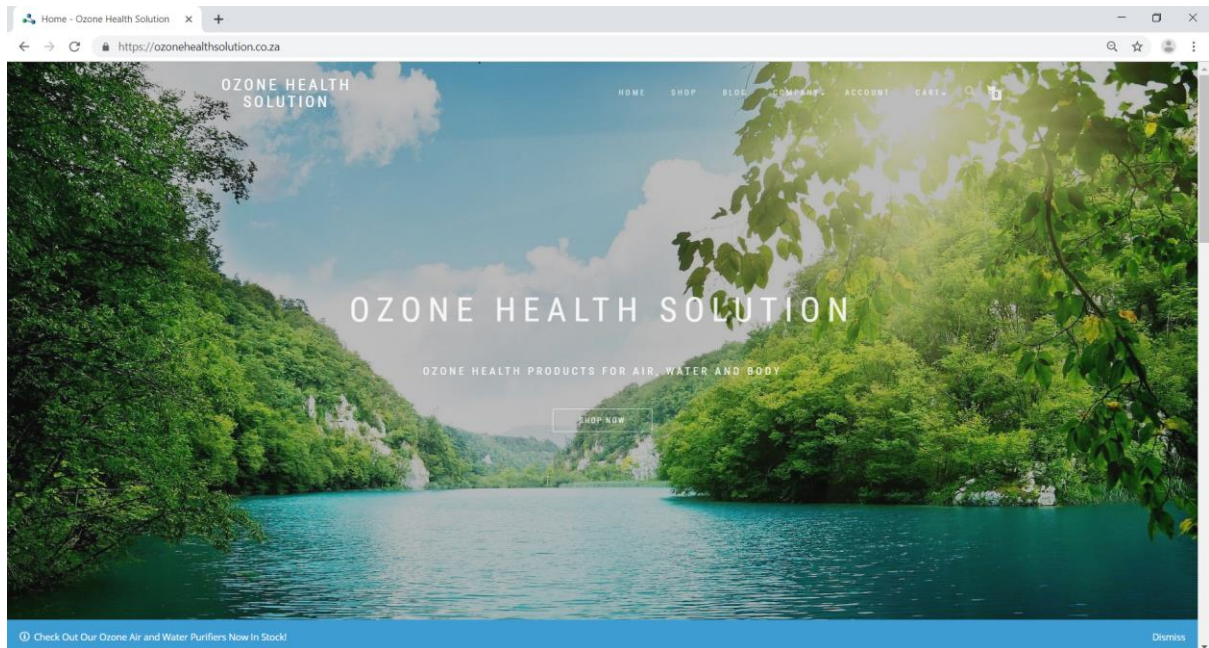 Home - Ozone Health Solution
https://ozonehealthsolution.co.za
OZONE HEALTH
SOLUTION
HOME SHOP BLOG COMPANY ACCOUNT CART 0
OZONE HEALTH SOLUTION
OZONE HEALTH PRODUCTS FOR AIR, WATER AND BODY
SHOP NOW
Check Out Our Ozone Air and Water Purifiers Now In Stock! Dismiss